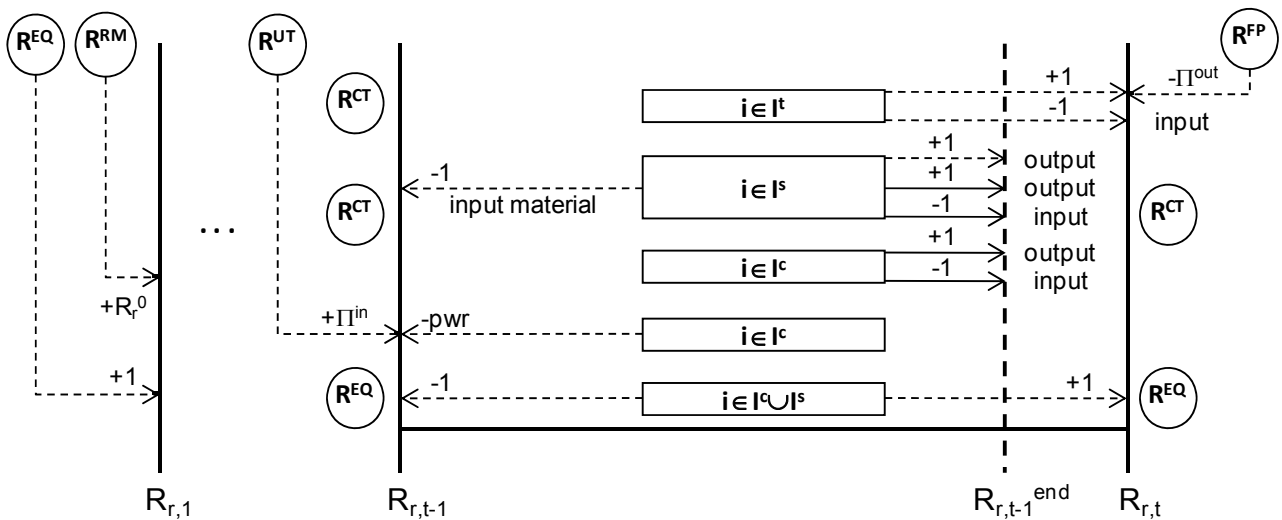 R^EQ R^RM R^UT R^FP
+1 -Π^out
R^CT i ∈ I^t -1 input
+1 output
-1 i ∈ I^s +1 output
input material -1 input
R^CT R^CT
... +1 output
i ∈ I^c -1 input
+R_r^0
+Π^in -pwr i ∈ I^c
+1 R^EQ -1 i ∈ I^c ∪ I^s +1 R^EQ
R_r,1 R_r,t-1 R_r,t-1^end R_r,t